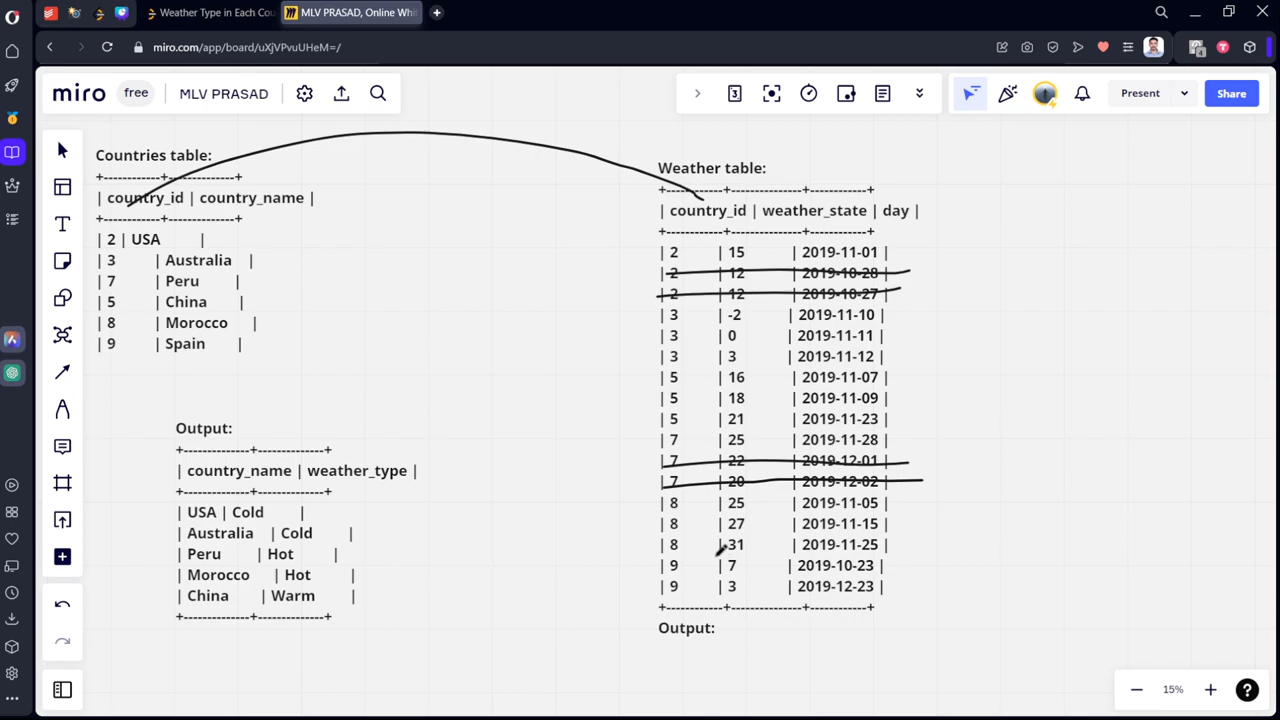 Weather Type in Each Cou
MLV PRASAD, Online Whi
miro.com/app/board/uXjVPvuUHeM=/
miro free MLV PRASAD
3
Present
Share
Countries table:
+------------+--------------+
| country_id | country_name |
+------------+--------------+
| 2 | USA |
| 3 | Australia |
| 7 | Peru |
| 5 | China |
| 8 | Morocco |
| 9 | Spain |
Output:
+--------------+-------------+
| country_name | weather_type |
+--------------+-------------+
| USA | Cold |
| Australia | Cold |
| Peru | Hot |
| Morocco | Hot |
| China | Warm |
+--------------+-------------+
Weather table:
+------------+---------------+------------+
| country_id | weather_state | day |
+------------+---------------+------------+
| 2 | 15 | 2019-11-01 |
| 2 | 12 | 2019-10-28 |
| 2 | 12 | 2019-10-27 |
| 3 | -2 | 2019-11-10 |
| 3 | 0 | 2019-11-11 |
| 3 | 3 | 2019-11-12 |
| 5 | 16 | 2019-11-07 |
| 5 | 18 | 2019-11-09 |
| 5 | 21 | 2019-11-23 |
| 7 | 25 | 2019-11-28 |
| 7 | 22 | 2019-12-01 |
| 7 | 20 | 2019-12-02 |
| 8 | 25 | 2019-11-05 |
| 8 | 27 | 2019-11-15 |
| 8 | 31 | 2019-11-25 |
| 9 | 7 | 2019-10-23 |
| 9 | 3 | 2019-12-23 |
+------------+---------------+------------+
Output:
15%